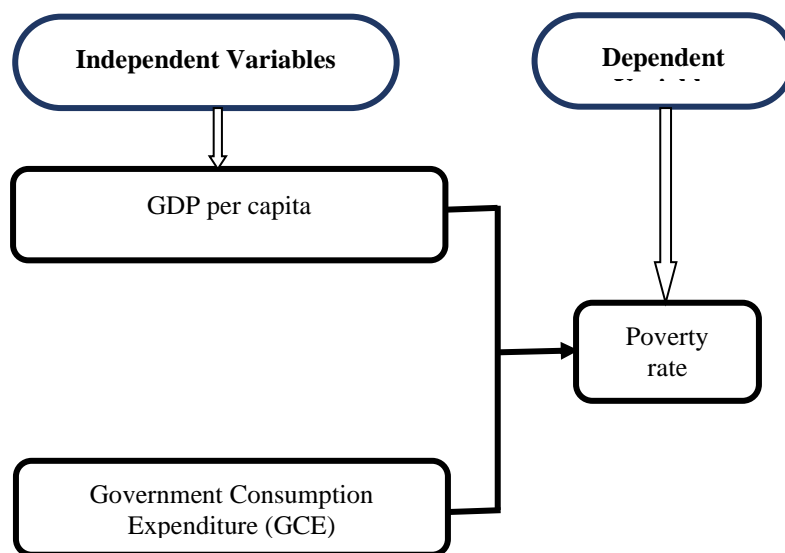 Independent Variables
Dependent
GDP per capita
Poverty
rate
Government Consumption
Expenditure (GCE)